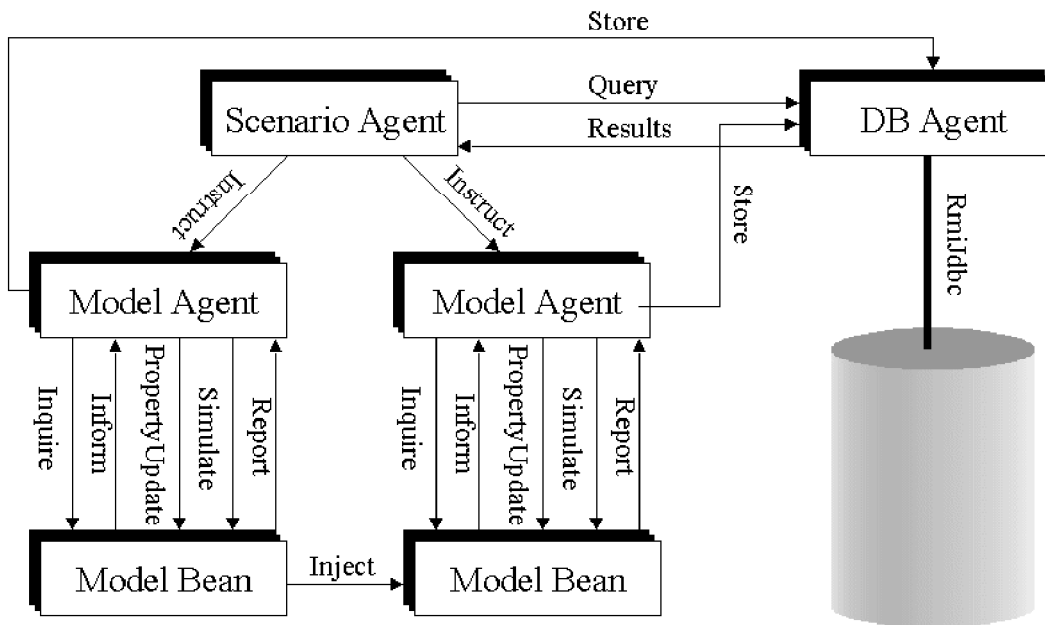 Store
Scenario Agent
Query
Results
DB Agent
Instruct
Instruct
Store
RmiJdbc
Model Agent
Model Agent
Inquire
Inform
PropertyUpdate
Simulate
Report
Inquire
Inform
PropertyUpdate
Simulate
Report
Model Bean
Inject
Model Bean